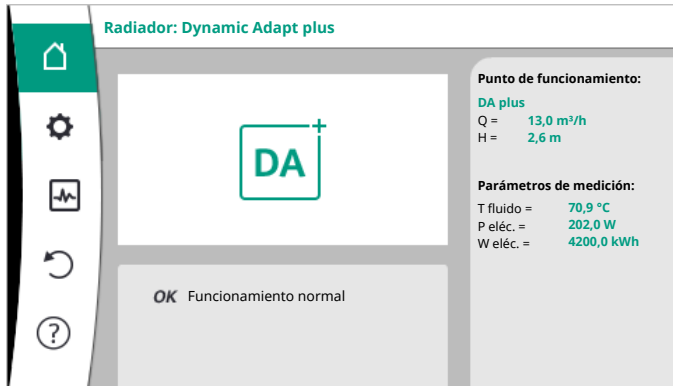 Radiador: Dynamic Adapt plus
DA+
OK Funcionamiento normal
?
Punto de funcionamiento:
DA plus
Q = 13,0 m³/h
H = 2,6 m
Parámetros de medición:
T fluido = 70,9 °C
P eléc. = 202,0 W
W eléc. = 4200,0 kWh